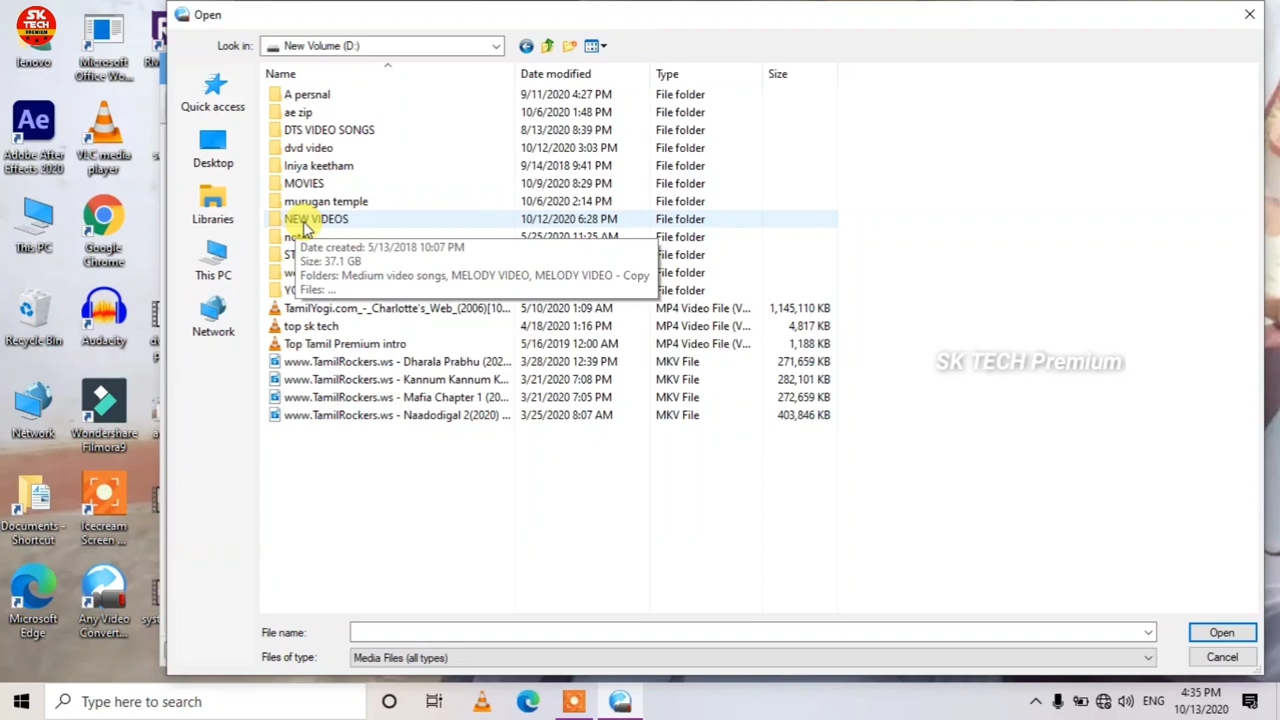 SK
TECH
PREMIUM
lenovo
Microsoft
Office Wo...
Adobe After
Effects 2020
VLC media
player
This PC
Google
Chrome
Recycle Bin
Audacity
Network
Wondershare
Filmora9
Documents -
Shortcut
Icecream
Screen ...
Microsoft
Edge
Any Video
Convert...
Open
Look in: New Volume (D:)
Quick access
Desktop
Libraries
This PC
Network
Name Date modified Type Size
A persnal 9/11/2020 4:27 PM File folder
ae zip 10/6/2020 1:48 PM File folder
DTS VIDEO SONGS 8/13/2020 8:39 PM File folder
dvd video 10/12/2020 3:03 PM File folder
Iniya keetham 9/14/2018 9:41 PM File folder
MOVIES 10/9/2020 8:29 PM File folder
murugan temple 10/6/2020 2:14 PM File folder
NEW VIDEOS 10/12/2020 6:28 PM File folder
5/25/2020 11:25 AM File folder
File folder
File folder
File folder
Date created: 5/13/2018 10:07 PM
Size: 37.1 GB
Folders: Medium video songs, MELODY VIDEO, MELODY VIDEO - Copy
Files: ...
TamilYogi.com_-_Charlotte's_Web_(2006)[10... 5/10/2020 1:09 AM MP4 Video File (V... 1,145,110 KB
top sk tech 4/18/2020 1:16 PM MP4 Video File (V... 4,817 KB
Top Tamil Premium intro 5/16/2019 12:00 AM MP4 Video File (V... 1,188 KB
www.TamilRockers.ws - Dharala Prabhu (202... 3/28/2020 12:39 PM MKV File 271,659 KB
www.TamilRockers.ws - Kannum Kannum K... 3/21/2020 7:08 PM MKV File 282,101 KB
www.TamilRockers.ws - Mafia Chapter 1 (20... 3/21/2020 7:05 PM MKV File 272,659 KB
www.TamilRockers.ws - Naadodigal 2(2020) ... 3/25/2020 8:07 AM MKV File 403,846 KB
SK TECH Premium
File name: Open
Files of type: Media Files (all types) Cancel
Type here to search
ENG
4:35 PM
10/13/2020